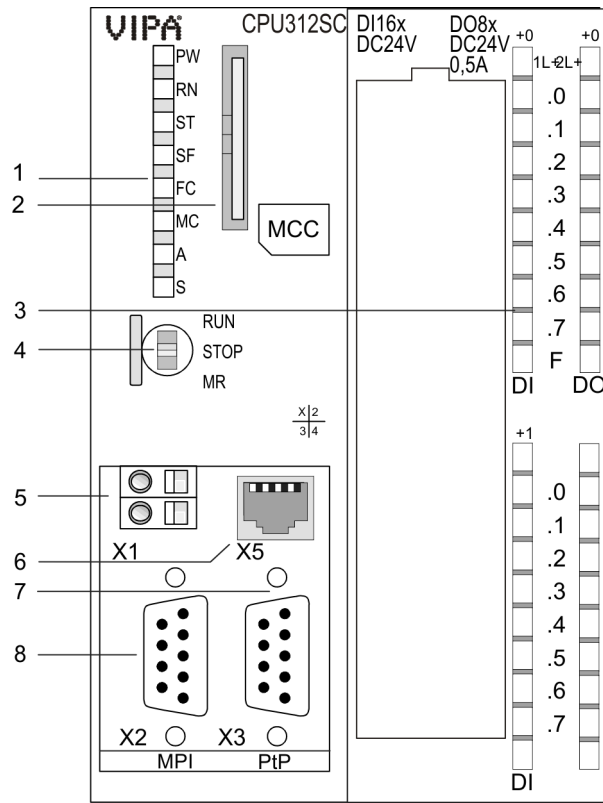 VIPA CPU312SC
DI16x DC24V
DO8x DC24V 0,5A
+0 +0
1L+ 2L+
PW
RN
ST
SF
FC
MC
A
S
MCC
1
2
3
4
RUN
STOP
MR
X 2
3 4
.0
.1
.2
.3
.4
.5
.6
.7
F
DI DO
+1
.0
.1
.2
.3
.4
.5
.6
.7
DI
5
6
7
8
X1 X5
X2 X3
MPI PtP